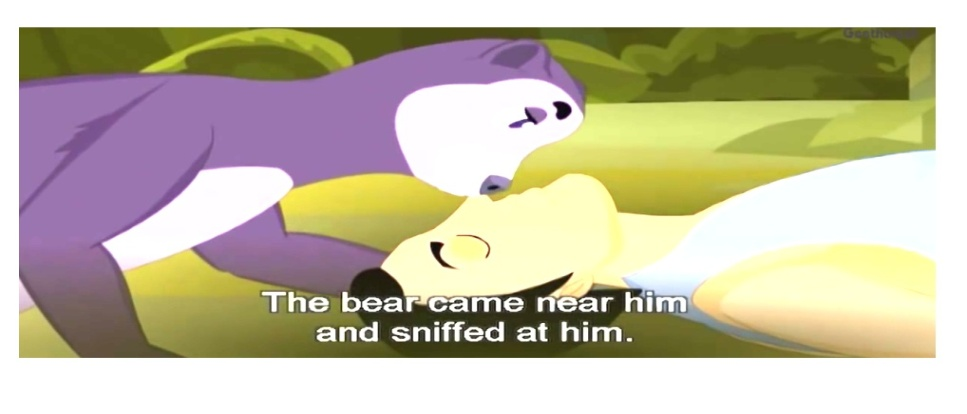 The bear came near him
and sniffed at him.